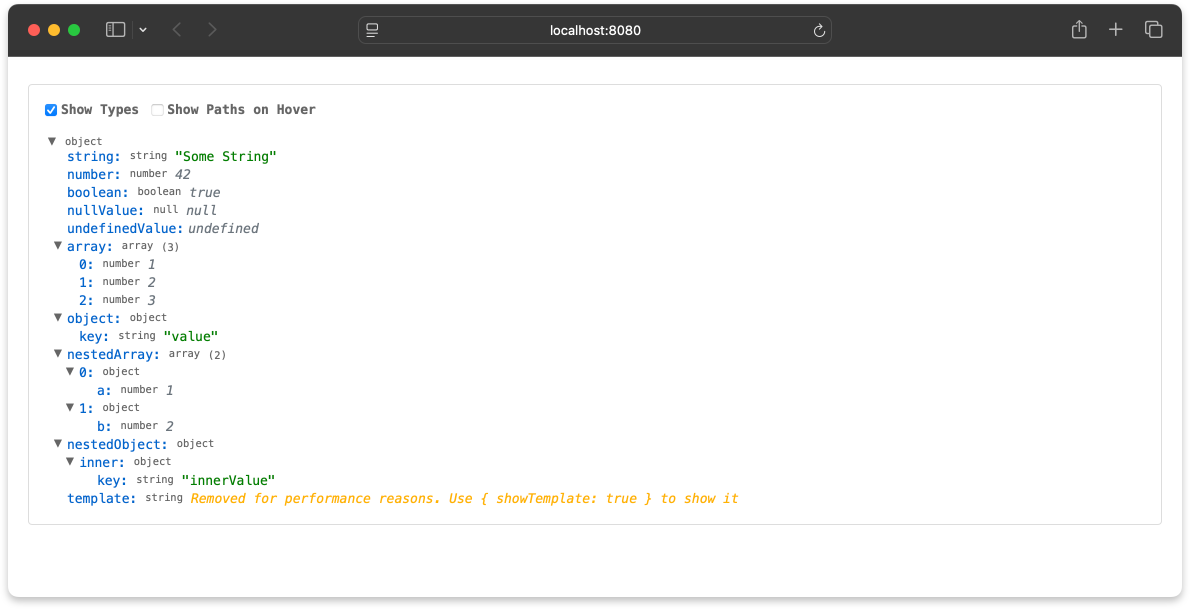 localhost:8080
Show Types Show Paths on Hover
▼ object
string: string "Some String"
number: number 42
boolean: boolean true
nullValue: null null
undefinedValue: undefined
▼ array: array (3)
0: number 1
1: number 2
2: number 3
▼ object: object
key: string "value"
▼ nestedArray: array (2)
▼ 0: object
a: number 1
▼ 1: object
b: number 2
▼ nestedObject: object
▼ inner: object
key: string "innerValue"
template: string Removed for performance reasons. Use { showTemplate: true } to show it